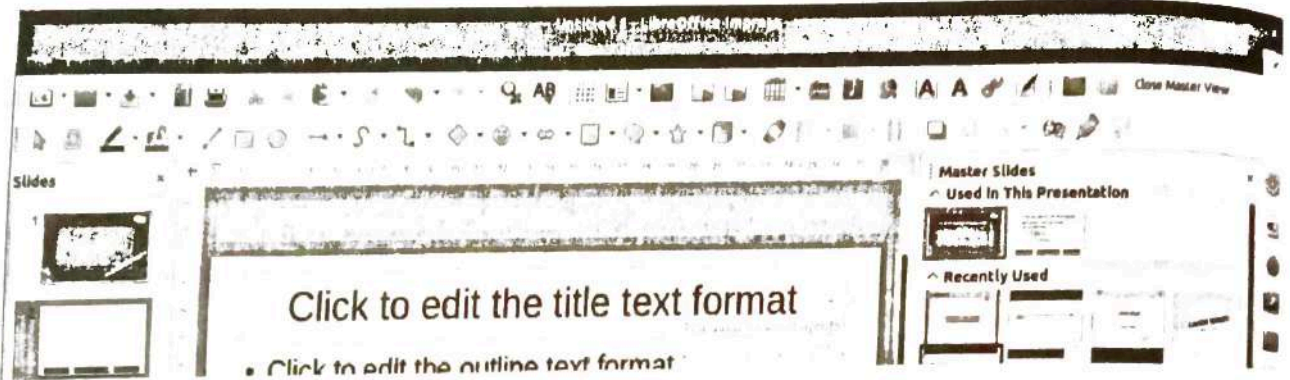 Untitled 1 - LibreOffice Impress
Close Master View
Slides
1
Master Slides
Used in This Presentation
Recently Used
Click to edit the title text format
• Click to edit the outline text format